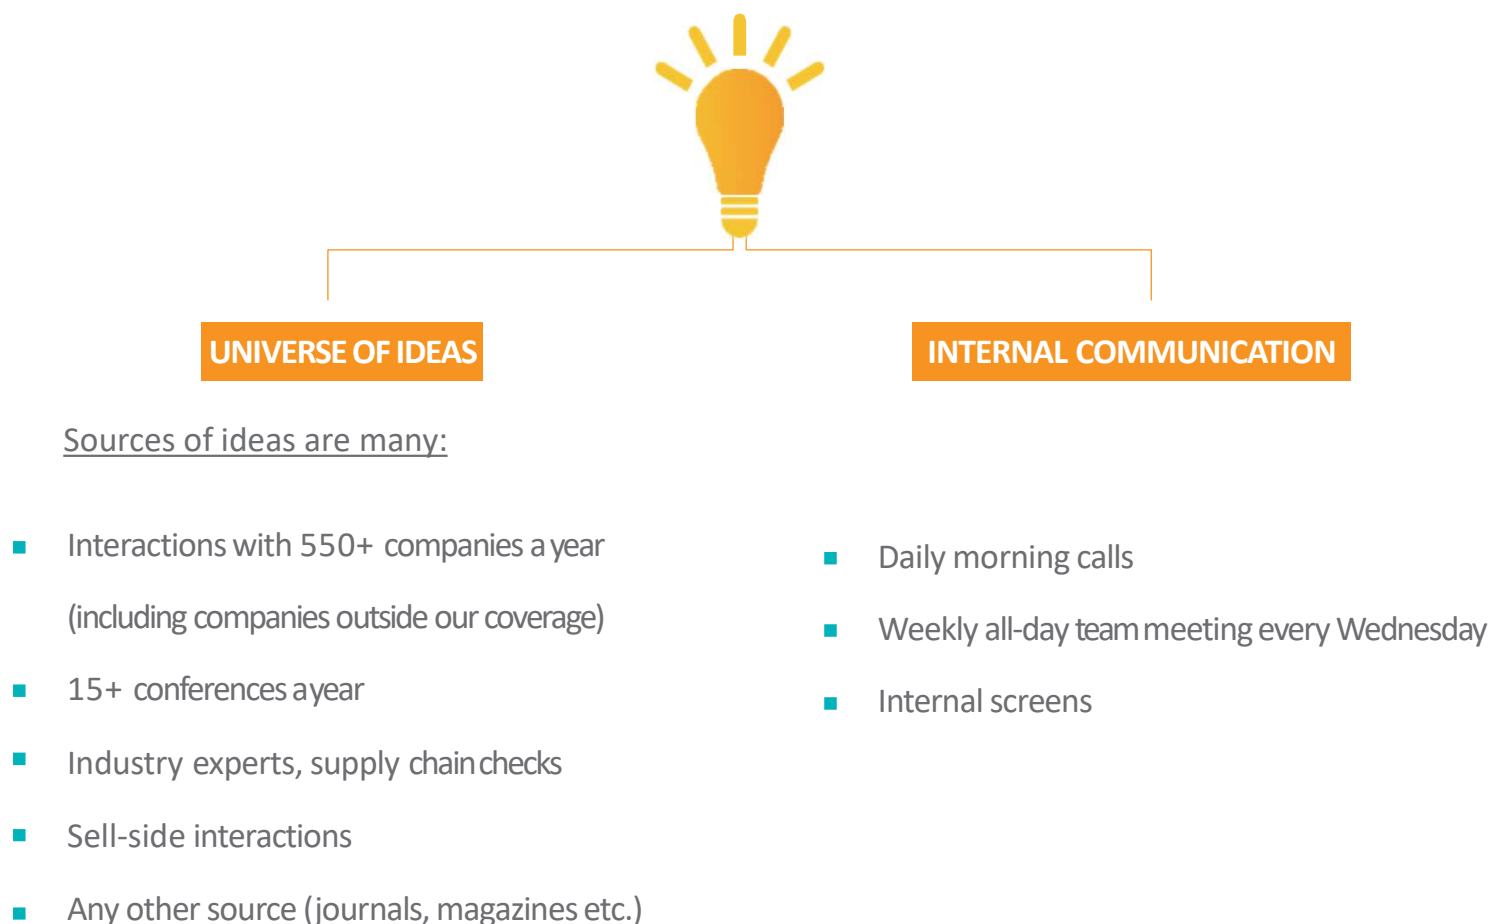 UNIVERSE OF IDEAS
INTERNAL COMMUNICATION
Sources of ideas are many:
Interactions with 550+ companies a year
(including companies outside our coverage)
15+ conferences a year
Industry experts, supply chain checks
Sell-side interactions
Any other source (journals, magazines etc.)
Daily morning calls
Weekly all-day team meeting every Wednesday
Internal screens